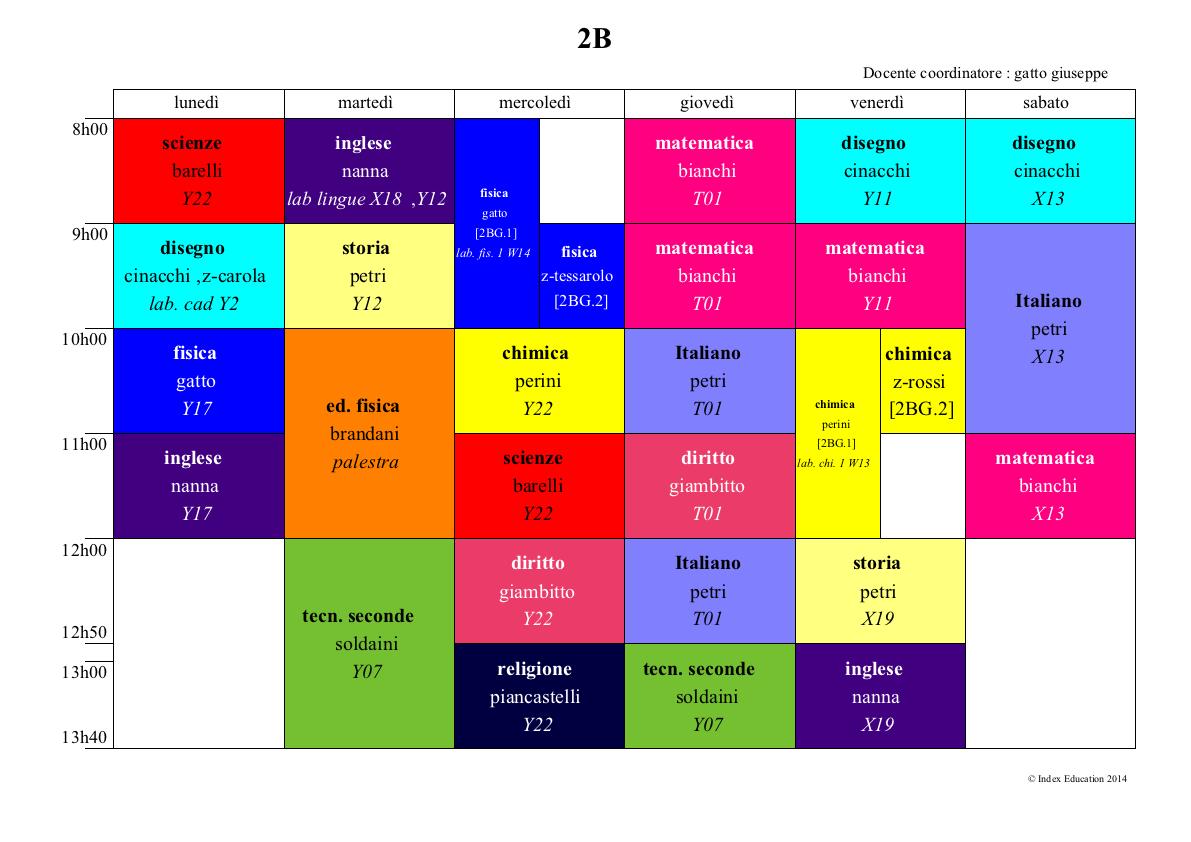 2B
Docente coordinatore : gatto giuseppe
lunedì martedì mercoledì giovedì venerdì sabato
8h00
scienze
barelli
Y22
inglese
nanna
lab lingue X18 ,Y12
fisica
gatto
[2BG.1]
lab. fis. 1 W14
matematica
bianchi
T01
disegno
cinacchi
Y11
disegno
cinacchi
X13
9h00
disegno
cinacchi ,z-carola
lab. cad Y2
storia
petri
Y12
fisica
z-tessarolo
[2BG.2]
matematica
bianchi
T01
matematica
bianchi
Y11
Italiano
petri
X13
10h00
fisica
gatto
Y17
ed. fisica
brandani
palestra
chimica
perini
Y22
Italiano
petri
T01
chimica
perini
[2BG.1]
lab. chi. 1 W13
chimica
z-rossi
[2BG.2]
11h00
inglese
nanna
Y17
scienze
barelli
Y22
diritto
giambitto
T01
matematica
bianchi
X13
12h00
tecn. seconde
soldaini
Y07
diritto
giambitto
Y22
Italiano
petri
T01
storia
petri
X19
12h50
13h00
religione
piancastelli
Y22
tecn. seconde
soldaini
Y07
inglese
nanna
X19
13h40
© Index Education 2014